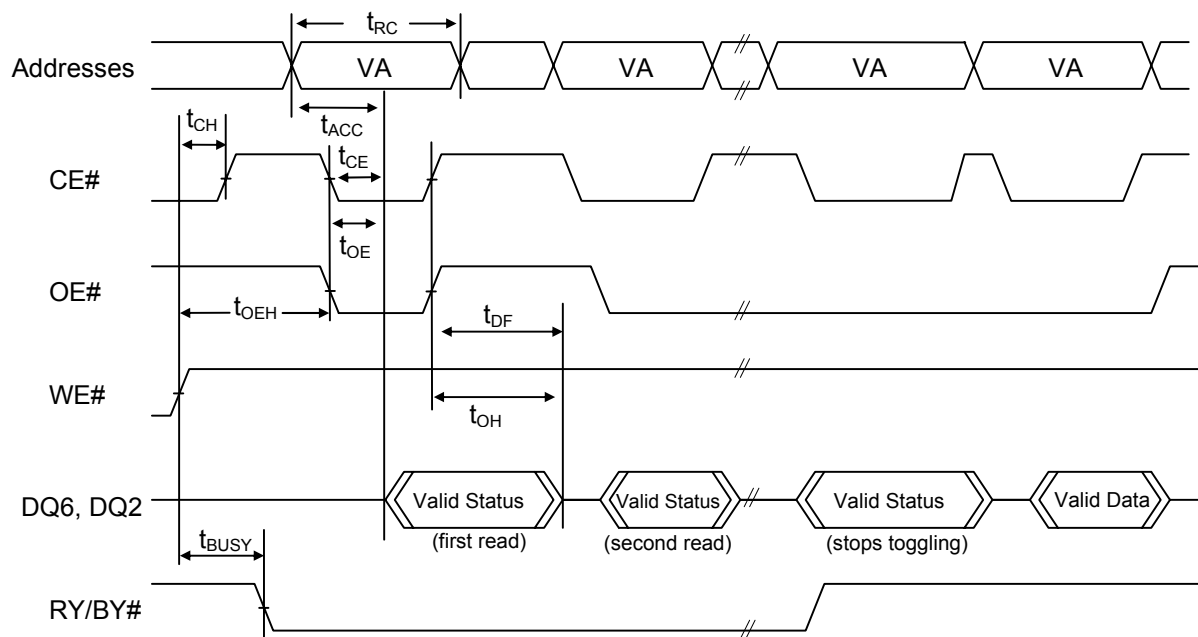 tRC
Addresses
VA
VA
VA
VA
tCH
tACC
tCE
CE#
tOE
OE#
tOEH
tDF
WE#
tOH
DQ6, DQ2
Valid Status
Valid Status
Valid Status
Valid Data
(first read)
(second read)
(stops toggling)
tBUSY
RY/BY#